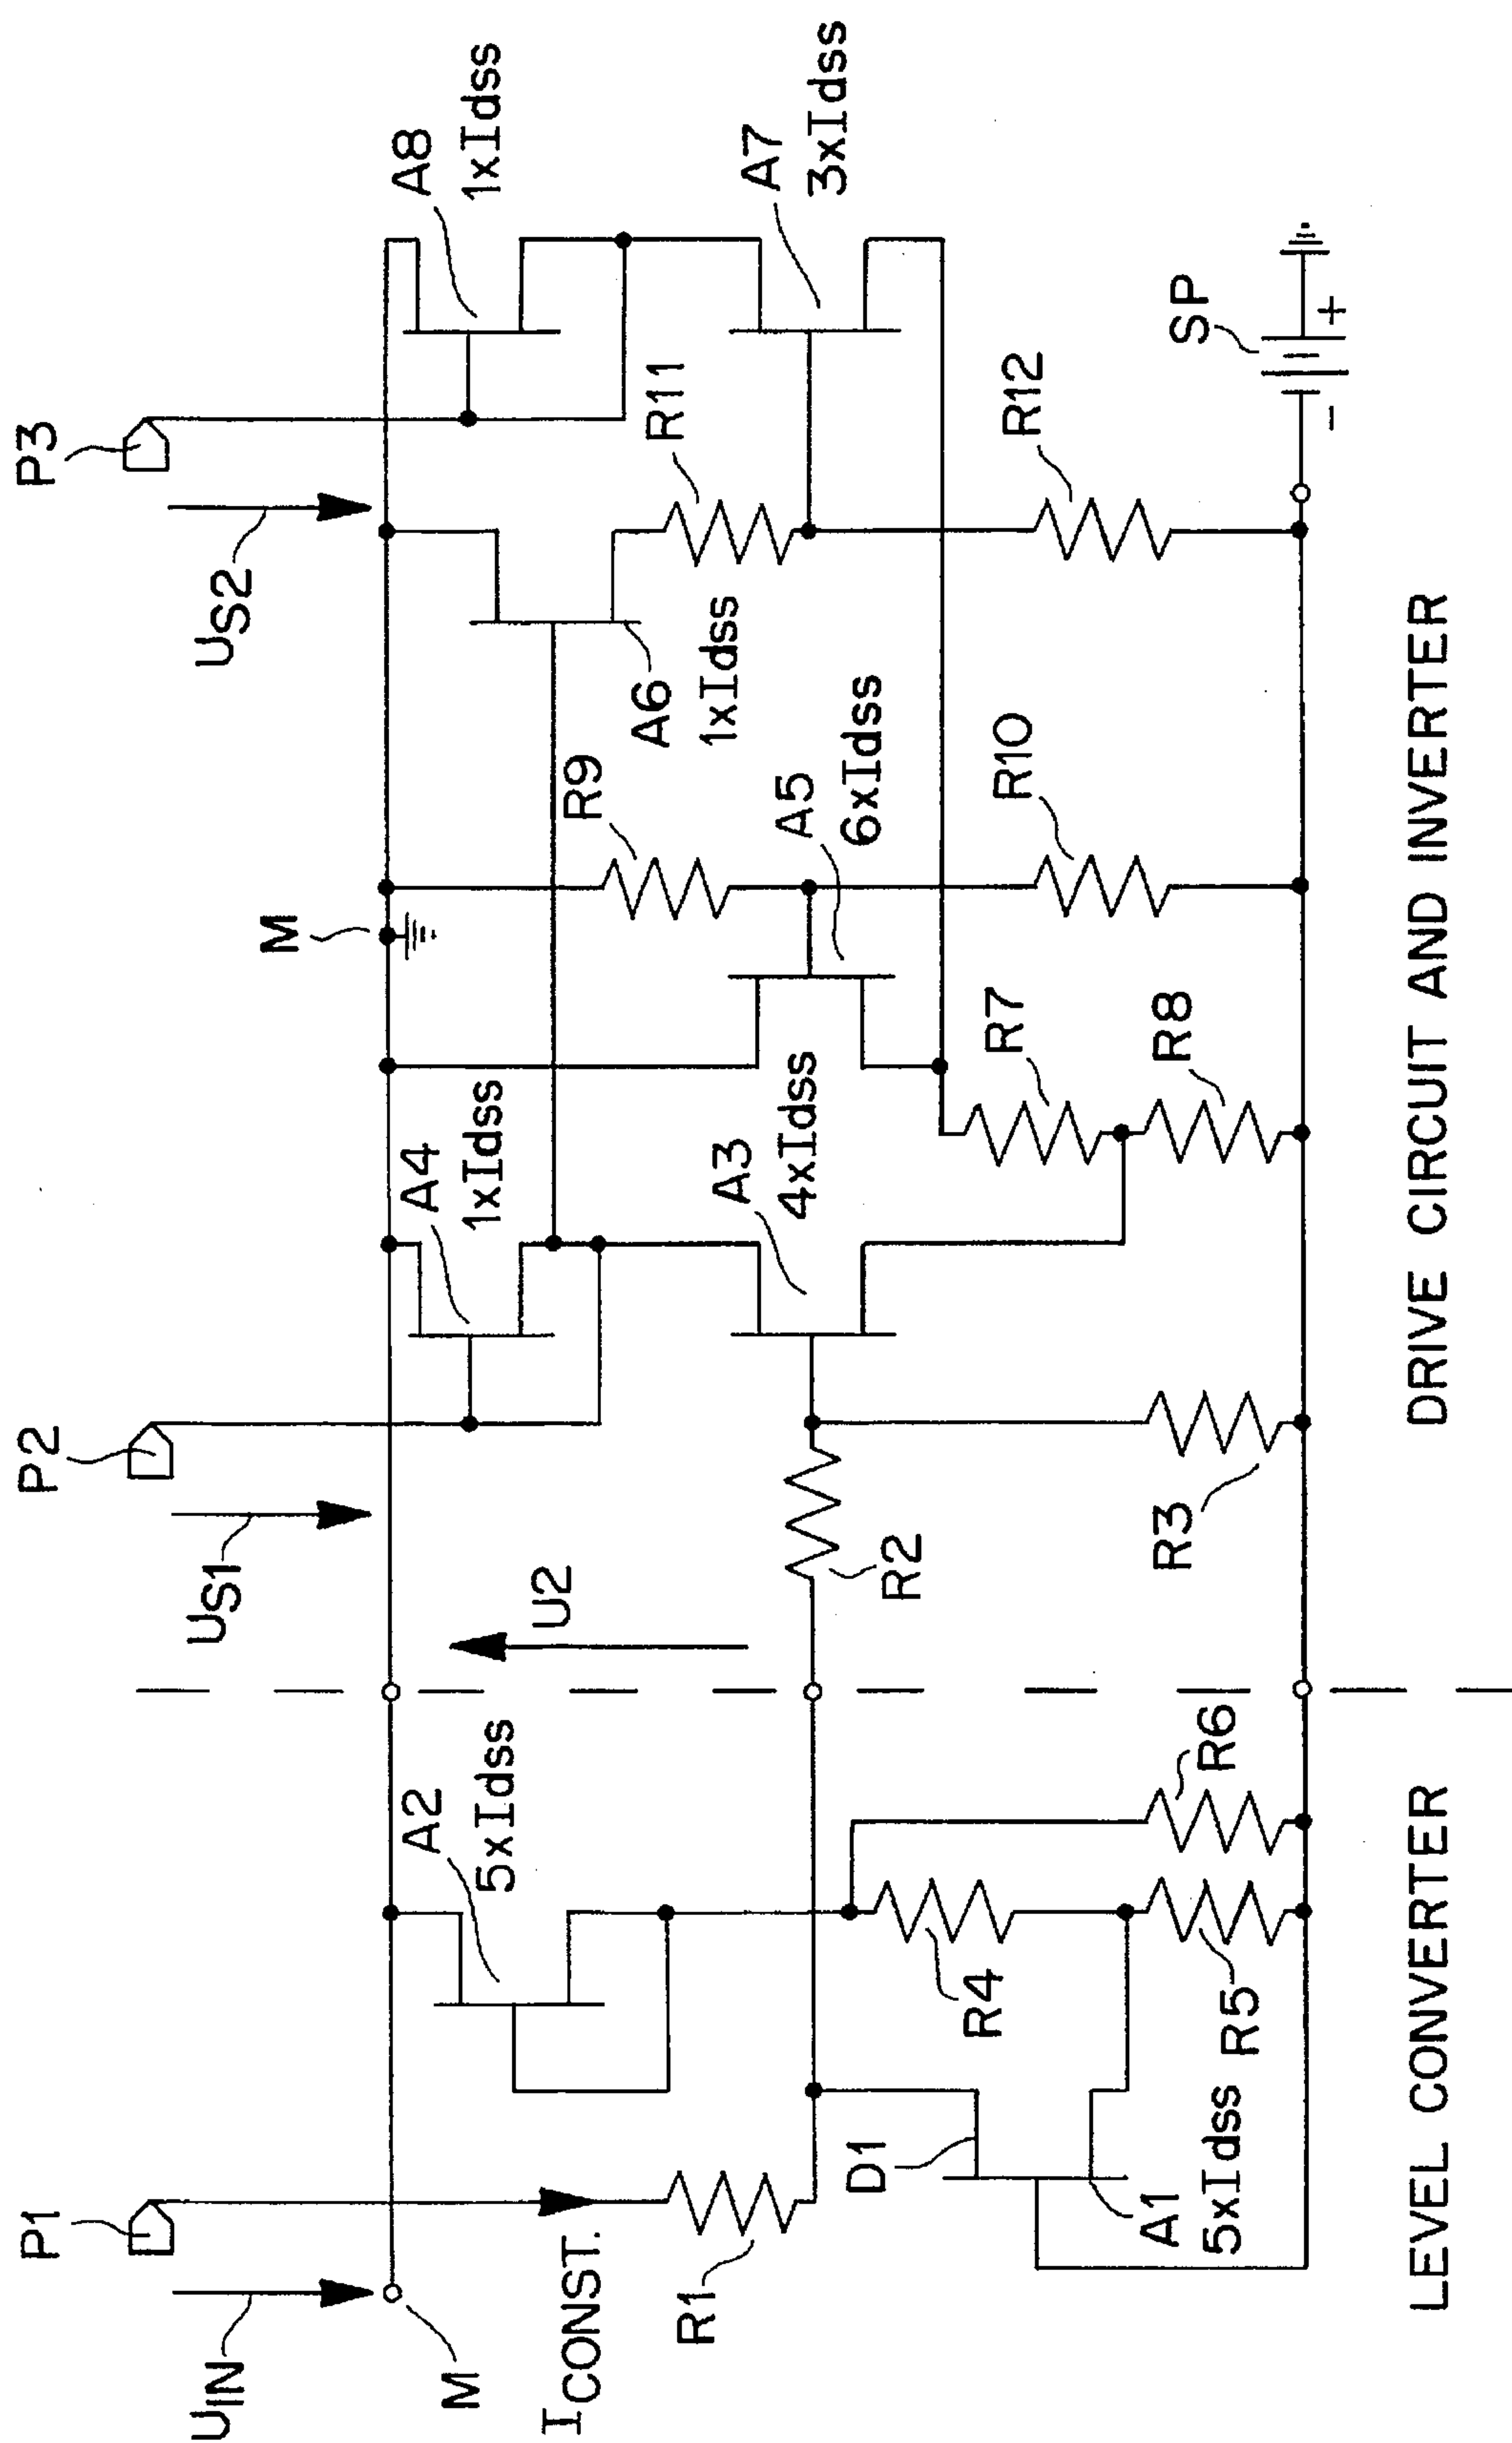 P1
P2
P3
UIN
US1
US2
M
M
ICONST.
U2
A2
5xIdss
A4
1xIdss
A8
1xIdss
R1
R9
A6
1xIdss
R11
D1
R2
A3
4xIdss
A5
6xIdss
A7
3xIdss
R4
R7
R10
R12
A1
5xIdss
R5
R6
R3
R8
SP
-
+
LEVEL CONVERTER
DRIVE CIRCUIT AND INVERTER